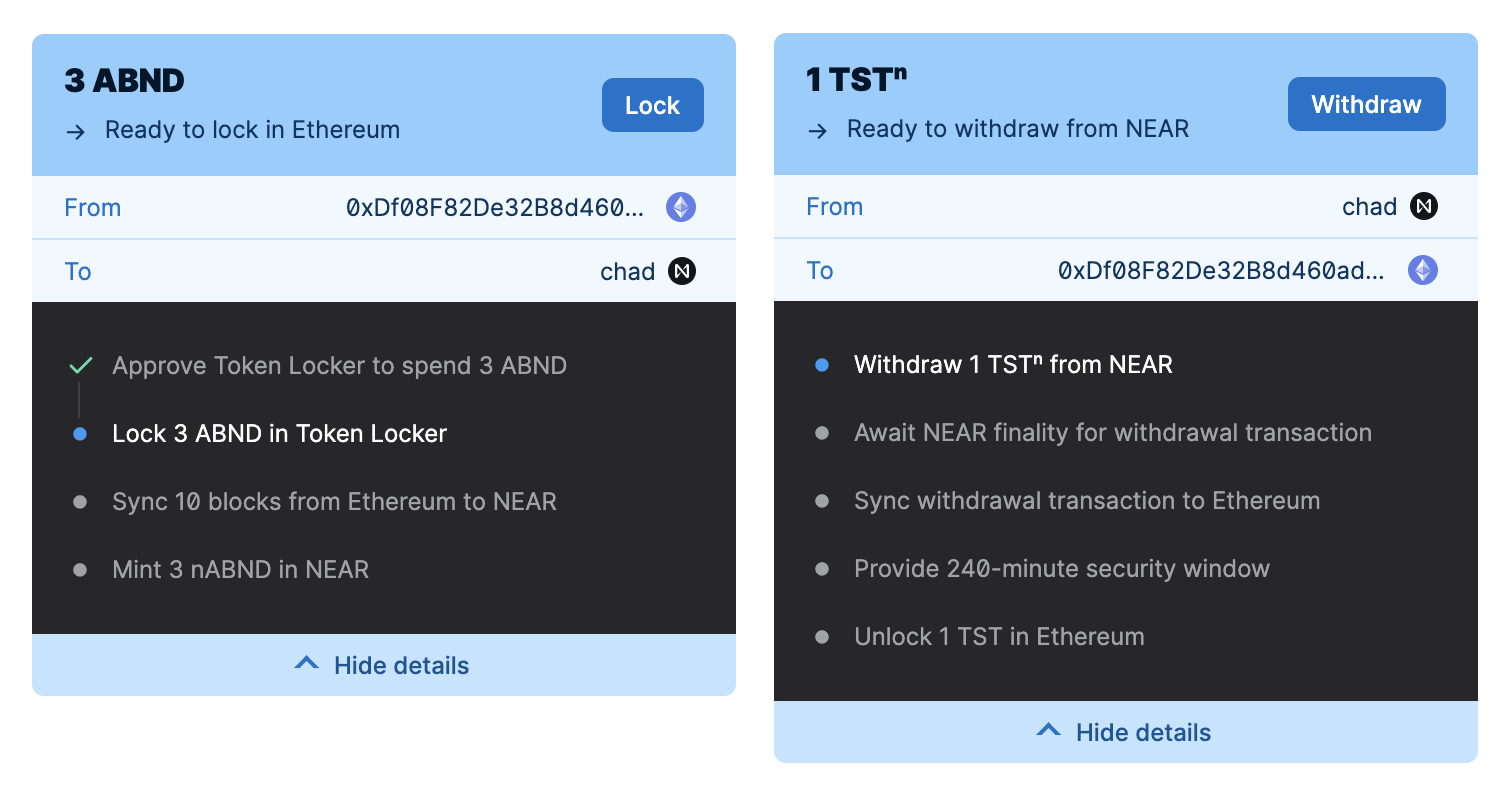 3 ABND
→ Ready to lock in Ethereum
Lock
From 0xDf08F82De32B8d460...
To chad
Approve Token Locker to spend 3 ABND
Lock 3 ABND in Token Locker
Sync 10 blocks from Ethereum to NEAR
Mint 3 nABND in NEAR
Hide details
1 TSTⁿ
→ Ready to withdraw from NEAR
Withdraw
From chad
To 0xDf08F82De32B8d460ad...
Withdraw 1 TSTⁿ from NEAR
Await NEAR finality for withdrawal transaction
Sync withdrawal transaction to Ethereum
Provide 240-minute security window
Unlock 1 TST in Ethereum
Hide details